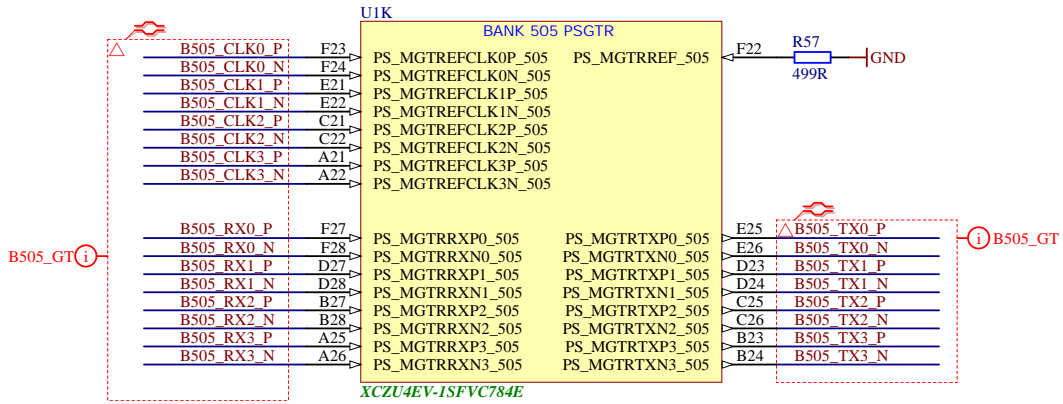 U1K
BANK 505 PSGTR
B505_CLK0_P F23 PS_MGTREFCLK0P_505 PS_MGTRREF_505 F22 R57 499R GND
B505_CLK0_N F24 PS_MGTREFCLK0N_505
B505_CLK1_P E21 PS_MGTREFCLK1P_505
B505_CLK1_N E22 PS_MGTREFCLK1N_505
B505_CLK2_P C21 PS_MGTREFCLK2P_505
B505_CLK2_N C22 PS_MGTREFCLK2N_505
B505_CLK3_P A21 PS_MGTREFCLK3P_505
B505_CLK3_N A22 PS_MGTREFCLK3N_505
B505_RX0_P F27 PS_MGTRRXP0_505 PS_MGTRTXP0_505 E25 B505_TX0_P
B505_RX0_N F28 PS_MGTRRXN0_505 PS_MGTRTXN0_505 E26 B505_TX0_N
B505_GT i B505_RX1_P D27 PS_MGTRRXP1_505 PS_MGTRTXP1_505 D23 B505_TX1_P i B505_GT
B505_RX1_N D28 PS_MGTRRXN1_505 PS_MGTRTXN1_505 D24 B505_TX1_N
B505_RX2_P B27 PS_MGTRRXP2_505 PS_MGTRTXP2_505 C25 B505_TX2_P
B505_RX2_N B28 PS_MGTRRXN2_505 PS_MGTRTXN2_505 C26 B505_TX2_N
B505_RX3_P A25 PS_MGTRRXP3_505 PS_MGTRTXP3_505 B23 B505_TX3_P
B505_RX3_N A26 PS_MGTRRXN3_505 PS_MGTRTXN3_505 B24 B505_TX3_N
XCZU4EV-1SFVC784E